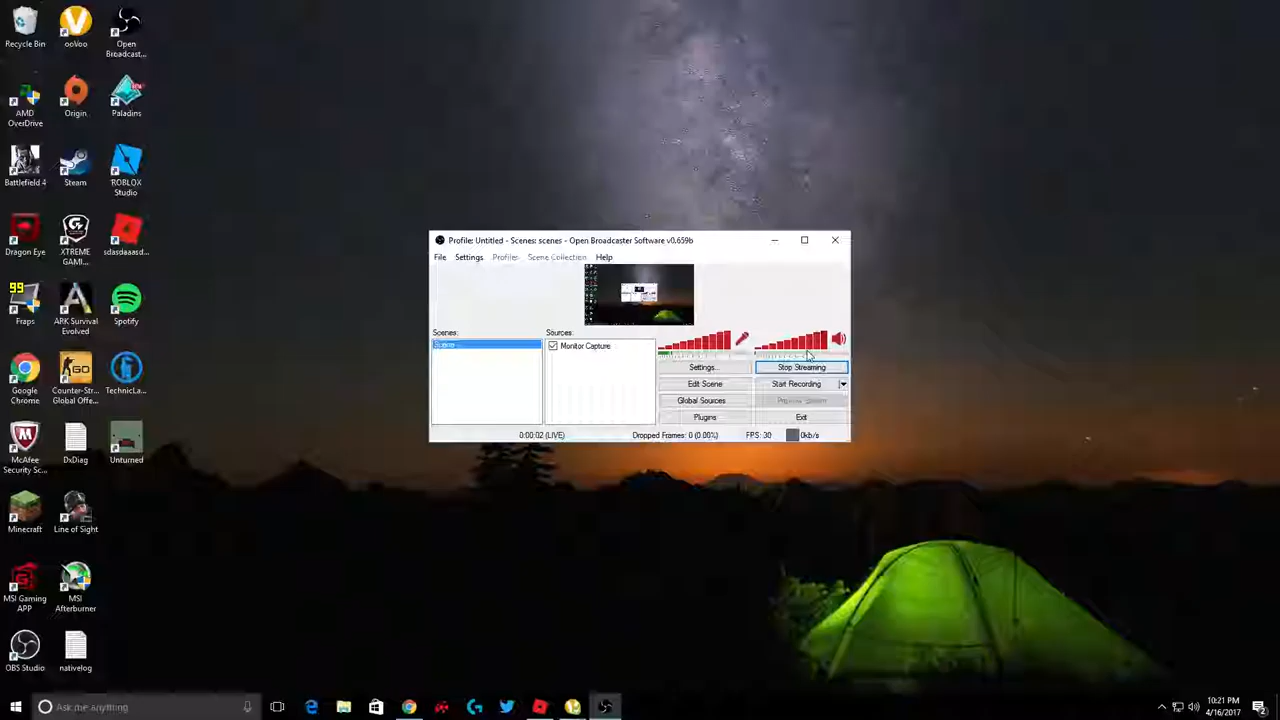 Recycle Bin
ooVoo
Open Broadcast...
AMD OverDrive
Origin
Paladins
Battlefield 4
Steam
'ROBLOX Studio
Dragon Eye
XTREME GAMI...
sdasdaasd...
99
Fraps
ARK Survival Evolved
Spotify
Google Chrome
Counter-Str... Global Offe...
TechnicLa...
McAfee Security Sc...
DxDiag
Unturned
Minecraft
Line of Sight
MSI Gaming APP
MSI Afterburner
OBS Studio
nativelog
Profile: Untitled - Scenes: scenes - Open Broadcaster Software v0.659b
File Settings Profiles Scene Collection Help
Scenes:
Sources:
Scene
Monitor Capture
Settings...
Stop Streaming
Edit Scene
Start Recording
Global Sources
Preview Stream
Plugins
Exit
0:00:02 (LIVE)
Dropped Frames: 0 (0.00%)
FPS: 30
0kb/s
Ask me anything
10:21 PM
4/16/2017